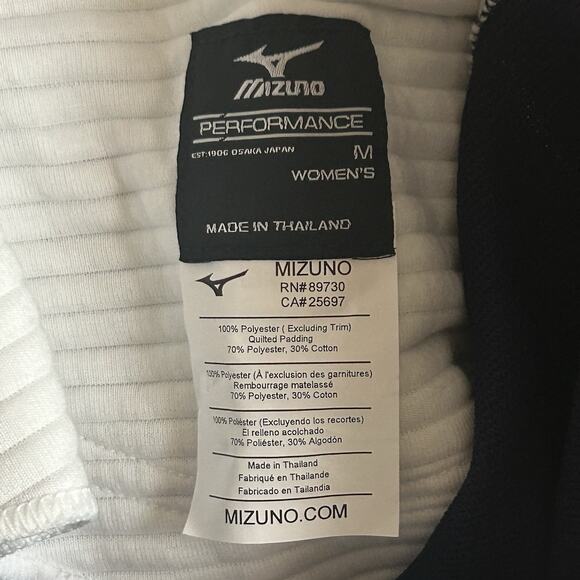 MIZUNO
PERFORMANCE
EST.1906 OSAKA JAPAN
M
WOMEN'S
MADE IN THAILAND
MIZUNO
RN# 89730
CA# 25697
100% Polyester ( Excluding Trim)
Quilted Padding
70% Polyester, 30% Cotton
100% Polyester (À l'exclusion des garnitures)
Rembourrage matelassé
70% Polyester, 30% Coton
100% Poliéster (Excluyendo los recortes)
El relleno acolchado
70% Poliéster, 30% Algodón
Made in Thailand
Fabriqué en Thaïlande
Fabricado en Tailandia
MIZUNO.COM